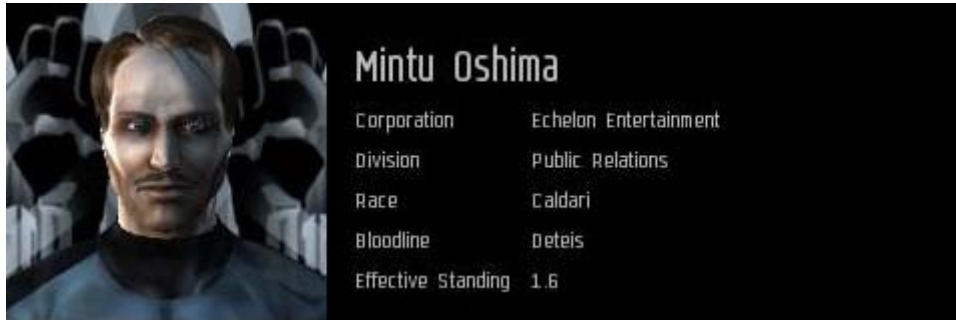 Mintu Oshima
Corporation Echelon Entertainment
Division Public Relations
Race Caldari
Bloodline Deteis
Effective Standing 1.6